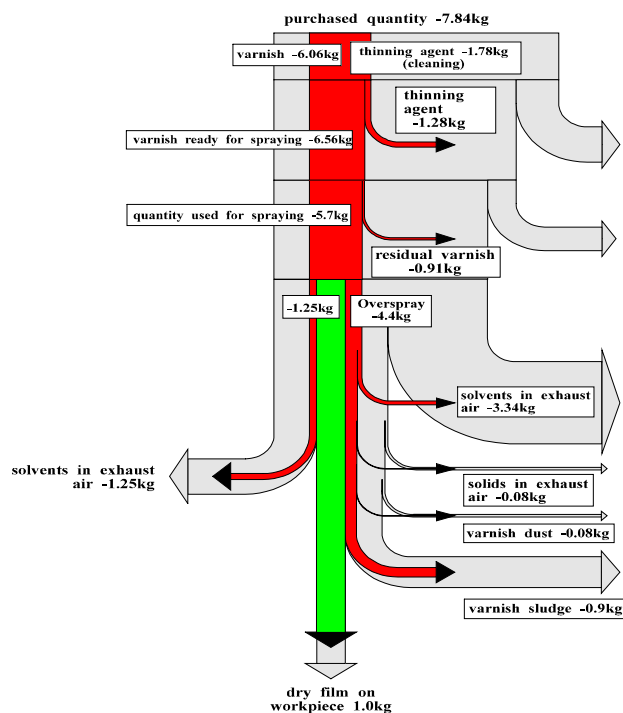 purchased quantity -7.84kg
varnish -6.06kg
thinning agent -1.78kg
(cleaning)
thinning
agent
-1.28kg
varnish ready for spraying -6.56kg
quantity used for spraying -5.7kg
residual varnish
-0.91kg
-1.25kg
Overspray
-4.4kg
solvents in exhaust
air -3.34kg
solvents in exhaust
air -1.25kg
solids in exhaust
air -0.08kg
varnish dust -0.08kg
varnish sludge -0.9kg
dry film on
workpiece 1.0kg